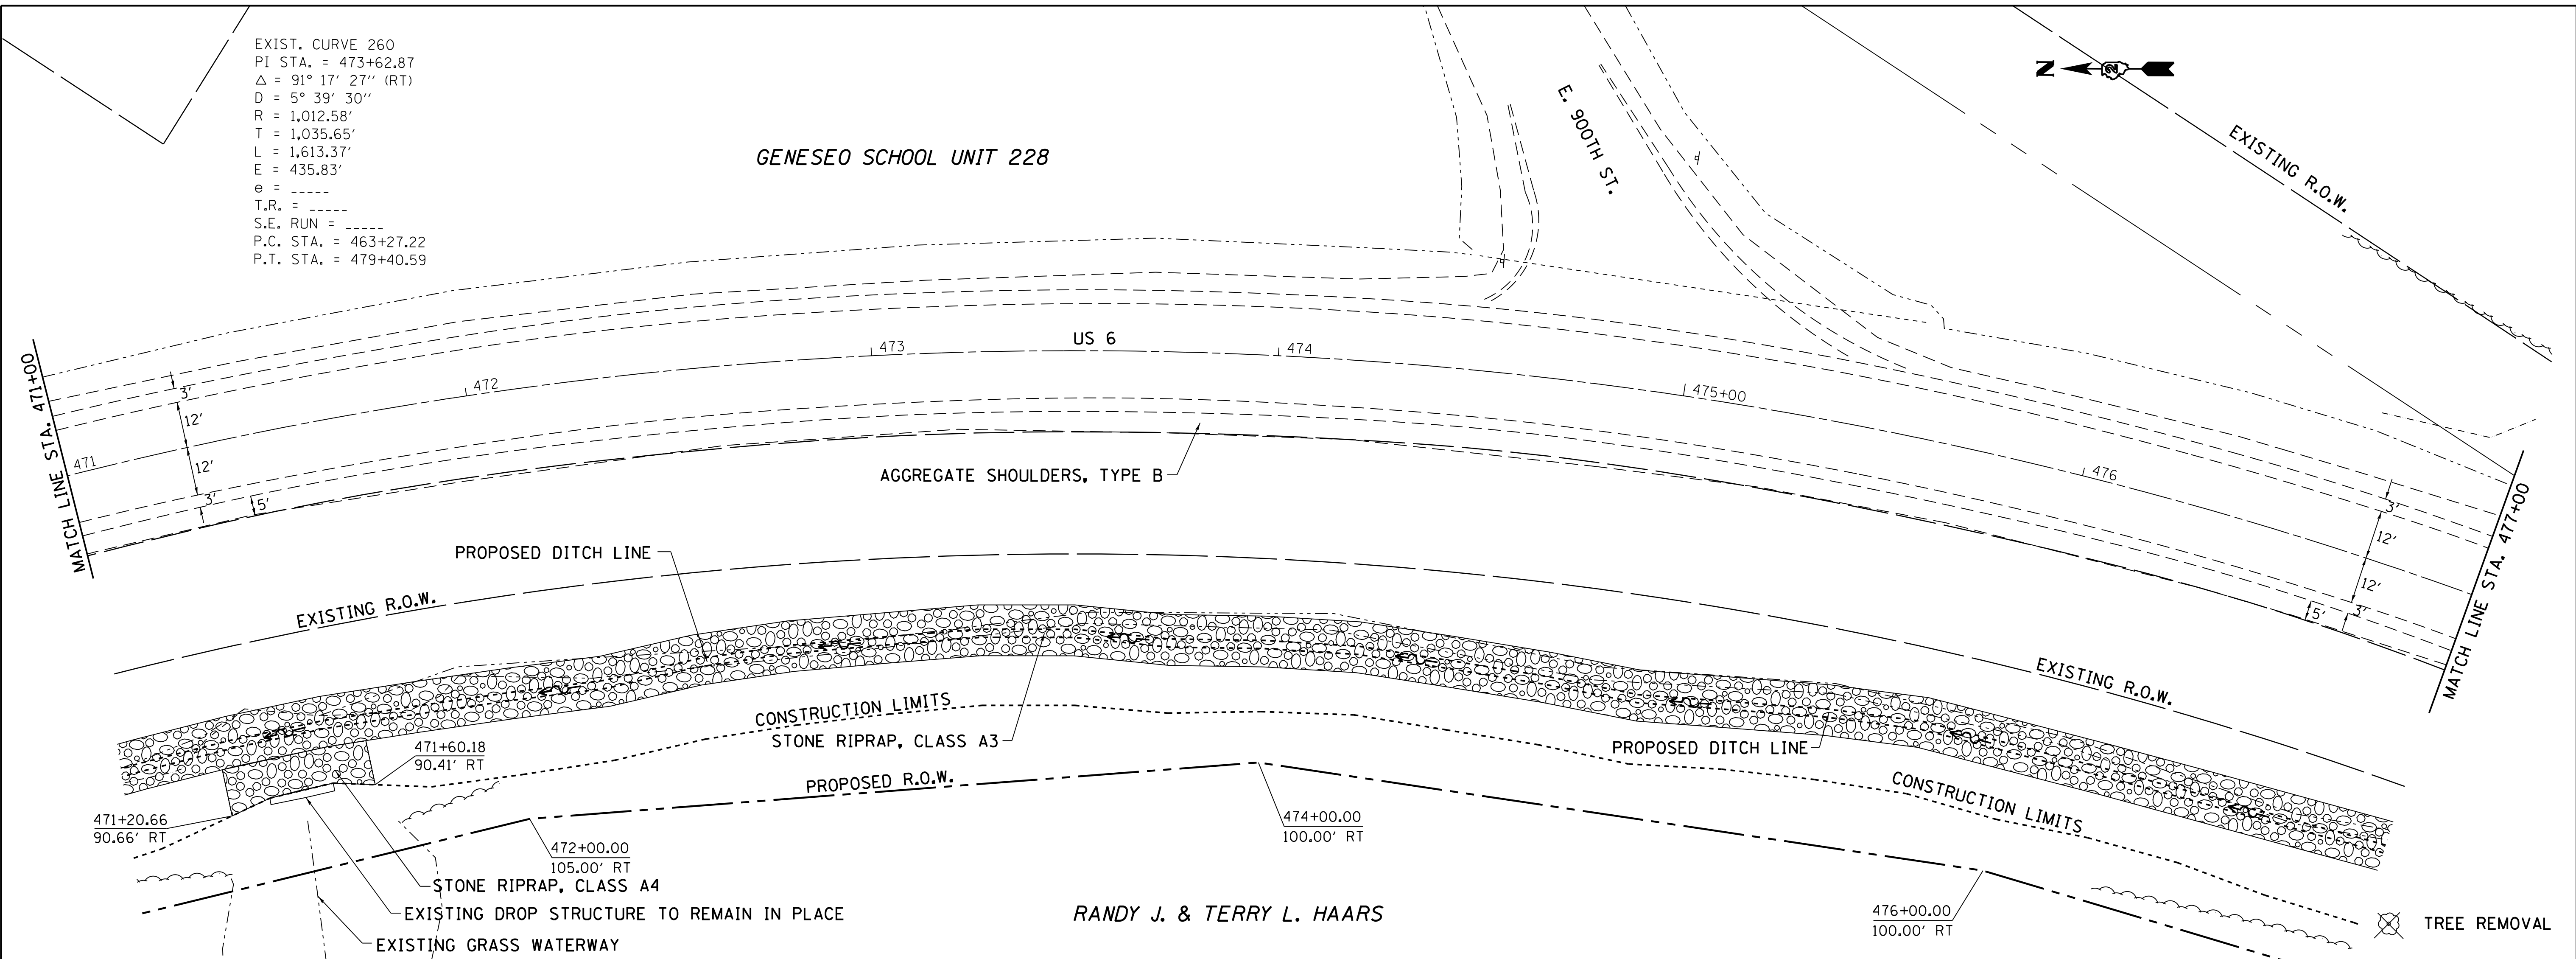 EXIST. CURVE 260
PI STA. = 473+62.87
△ = 91° 17' 27'' (RT)
D = 5° 39' 30''
R = 1,012.58'
T = 1,035.65'
L = 1,613.37'
E = 435.83'
e = _____
T.R. = _____
S.E. RUN = _____
P.C. STA. = 463+27.22
P.T. STA. = 479+40.59
GENESEO SCHOOL UNIT 228
E. 900TH ST.
N
2
EXISTING R.O.W.
MATCH LINE STA. 471+00
471
472
473
US 6
474
475+00
476
3'
12'
12'
3'
5'
AGGREGATE SHOULDERS, TYPE B
3'
12'
12'
3'
5'
MATCH LINE STA. 477+00
PROPOSED DITCH LINE
EXISTING R.O.W.
EXISTING R.O.W.
CONSTRUCTION LIMITS
STONE RIPRAP, CLASS A3
PROPOSED DITCH LINE
CONSTRUCTION LIMITS
PROPOSED R.O.W.
471+60.18
90.41' RT
471+20.66
90.66' RT
472+00.00
105.00' RT
474+00.00
100.00' RT
476+00.00
100.00' RT
STONE RIPRAP, CLASS A4
EXISTING DROP STRUCTURE TO REMAIN IN PLACE
EXISTING GRASS WATERWAY
RANDY J. & TERRY L. HAARS
TREE REMOVAL